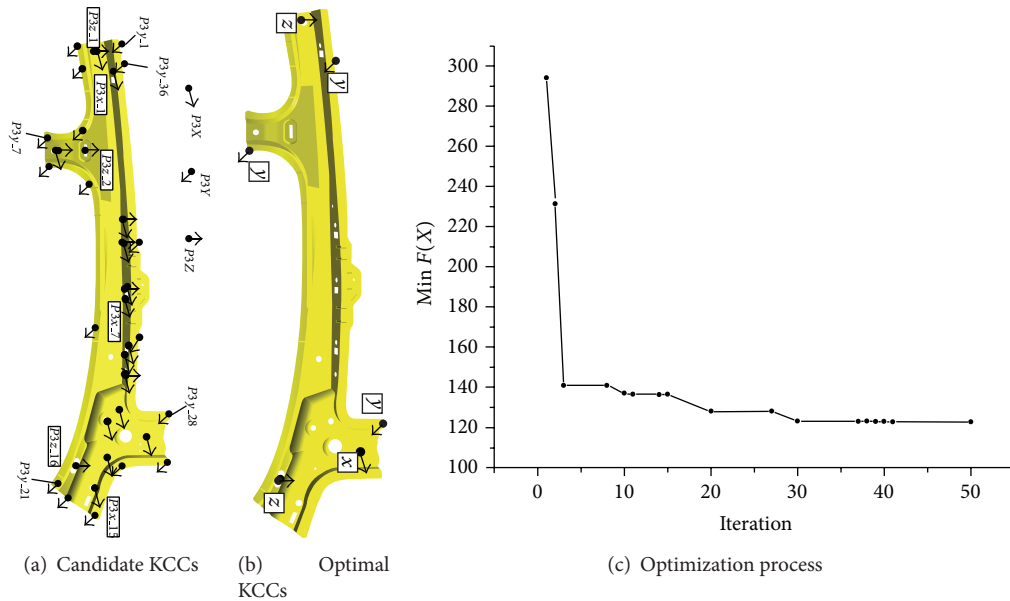 P3z_1
P3y_1
P3x_1
P3y_36
P3y_7
P3z_2
P3X
P3Y
P3Z
P3x_7
P3y_28
P3z_16
P3y_21
P3x_15
(a) Candidate KCCs
z
y
y
y
x
z
(b) Optimal
KCCs
Min F(X)
300
280
260
240
220
200
180
160
140
120
100
0 10 20 30 40 50
Iteration
(c) Optimization process